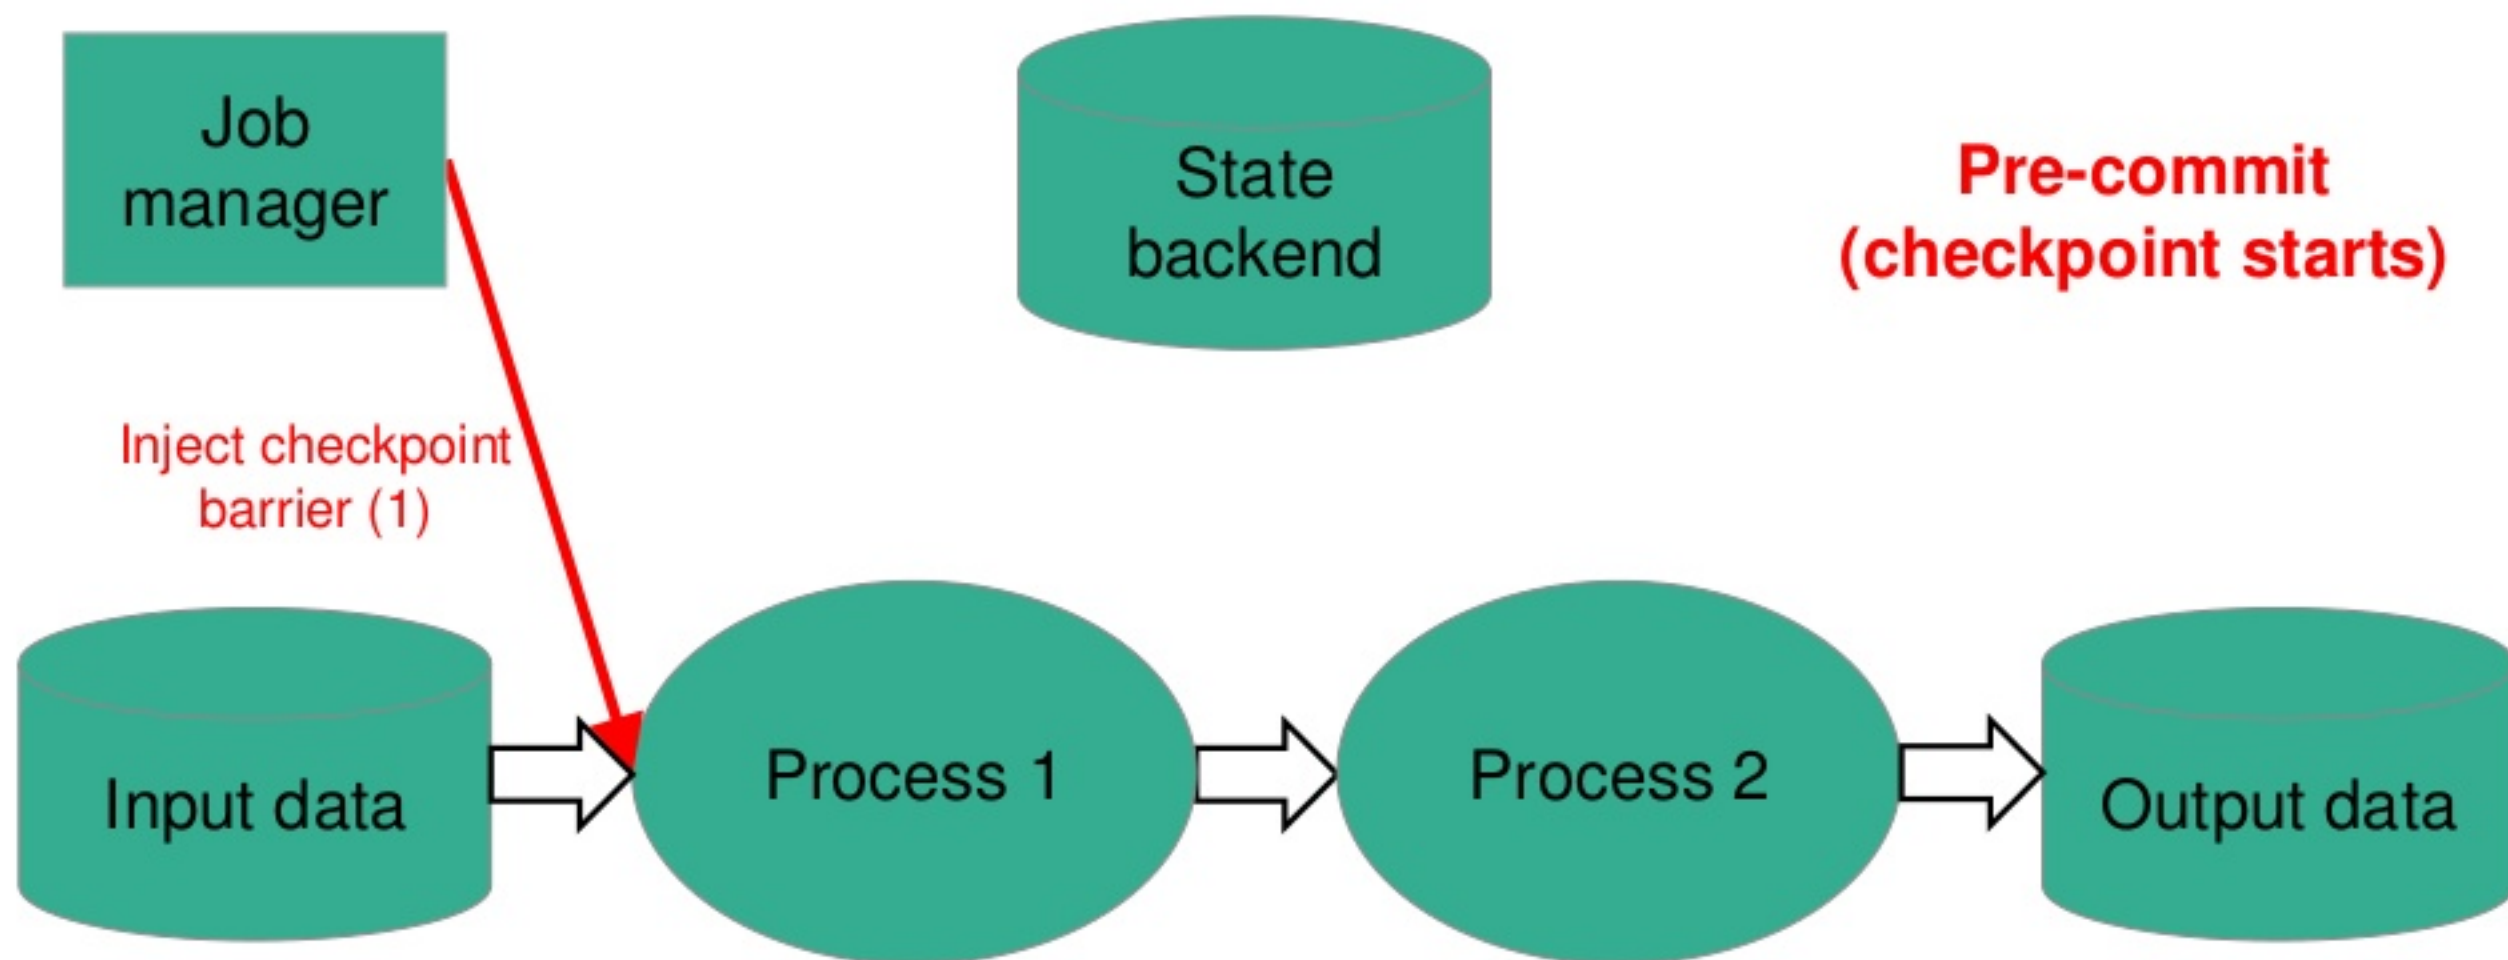 Job
manager
State
backend
Pre-commit
(checkpoint starts)
Inject checkpoint
barrier (1)
Input data
Process 1
Process 2
Output data